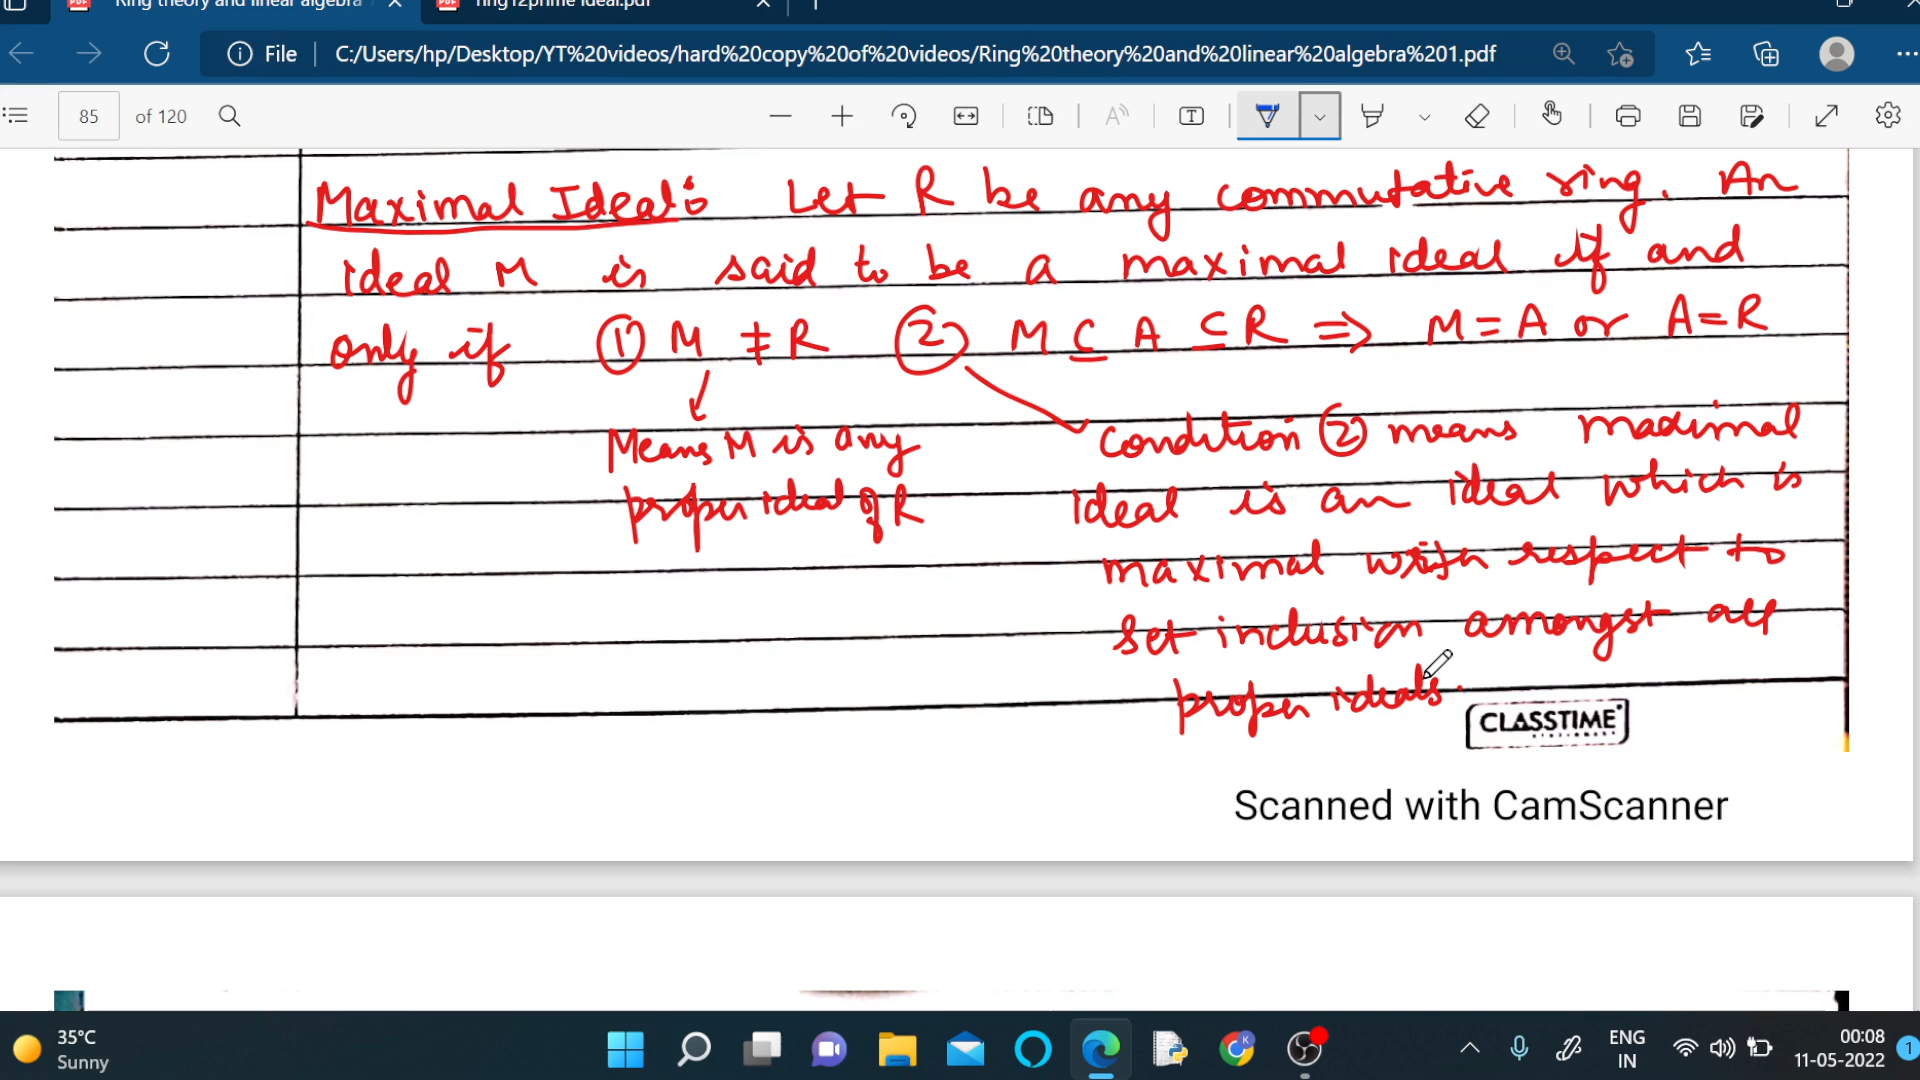 Ring theory and linear algebra
ring12prime ideal.pdf
File
C:/Users/hp/Desktop/YT%20videos/hard%20copy%20of%20videos/Ring%20theory%20and%20linear%20algebra%201.pdf
85 of 120
Maximal Ideal: Let R be any commutative ring. An
ideal M is said to be a maximal ideal if and
only if ① M ≠ R ② M ⊆ A ⊆ R ⇒ M = A or A = R
Means M is any
proper ideal of R
Condition ② means maximal
ideal is an ideal which is
maximal with respect to
set inclusion amongst all
proper ideals.
CLASSTIME
Scanned with CamScanner
35°C
Sunny
ENG
IN
00:08
11-05-2022
1